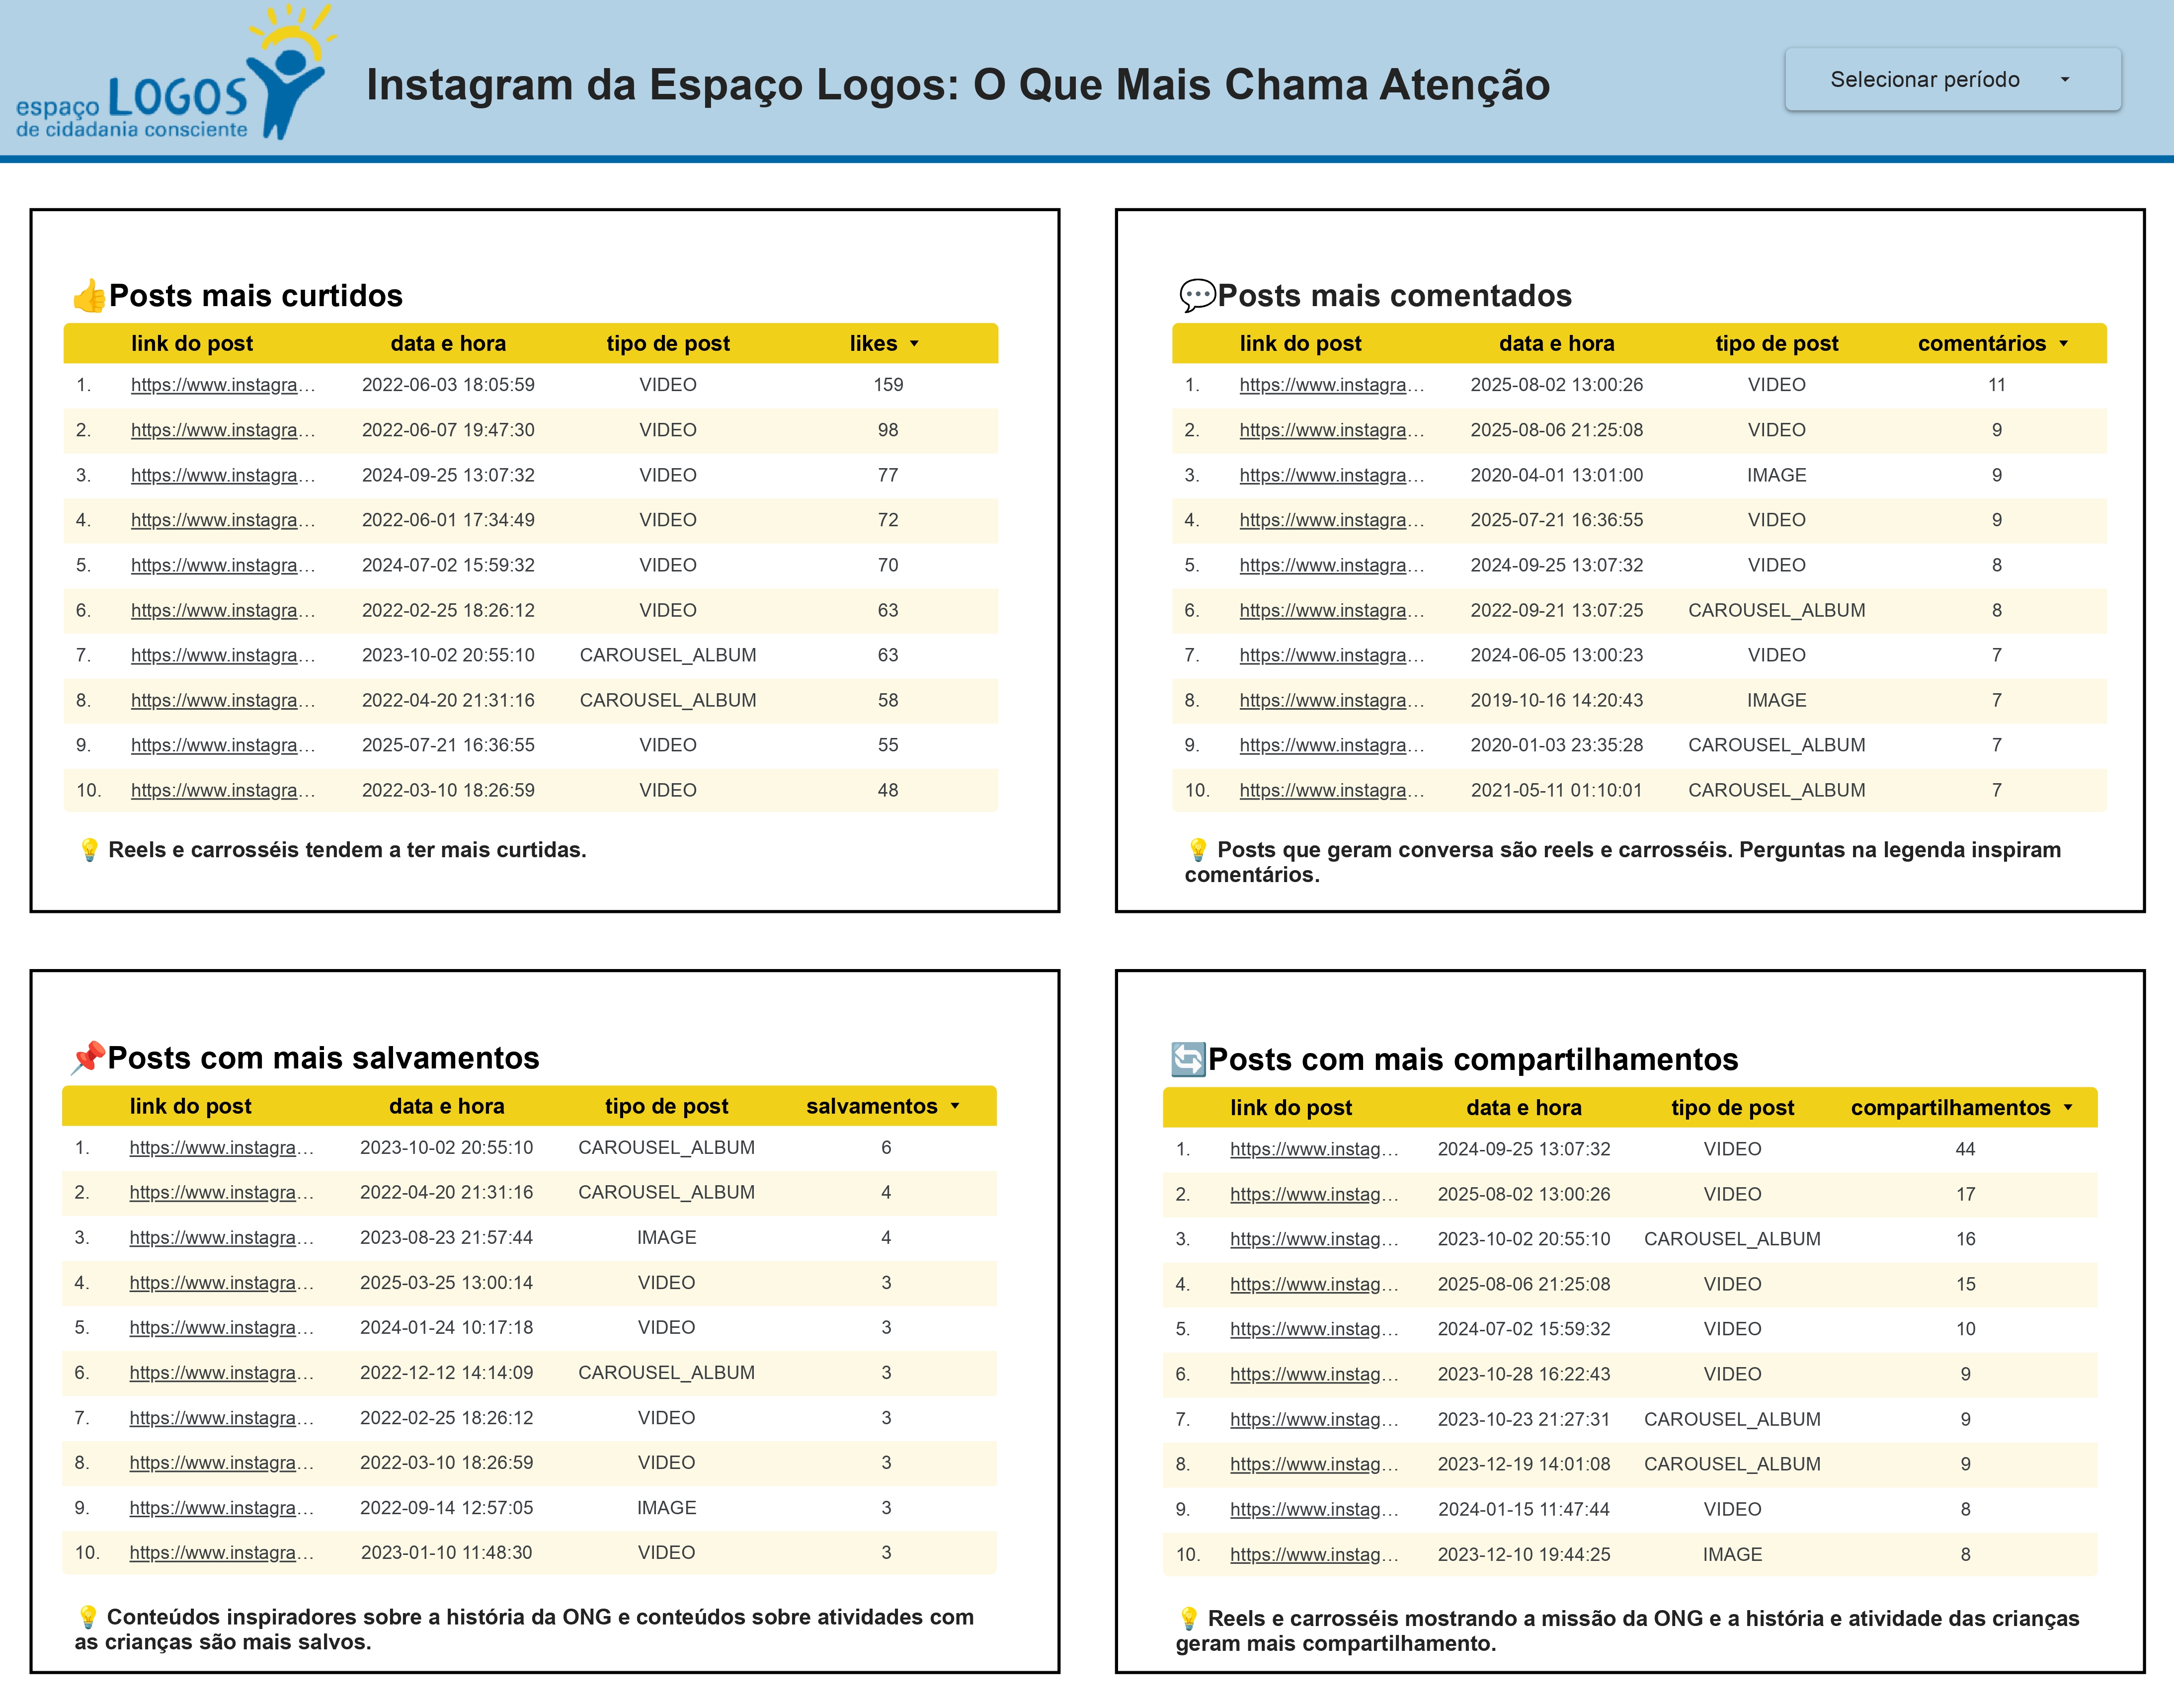 espaço LOGOS
de cidadania consciente
Instagram da Espaço Logos: O Que Mais Chama Atenção
Selecionar período
👍Posts mais curtidos
link do post data e hora tipo de post likes
1. https://www.instagra... 2022-06-03 18:05:59 VIDEO 159
2. https://www.instagra... 2022-06-07 19:47:30 VIDEO 98
3. https://www.instagra... 2024-09-25 13:07:32 VIDEO 77
4. https://www.instagra... 2022-06-01 17:34:49 VIDEO 72
5. https://www.instagra... 2024-07-02 15:59:32 VIDEO 70
6. https://www.instagra... 2022-02-25 18:26:12 VIDEO 63
7. https://www.instagra... 2023-10-02 20:55:10 CAROUSEL_ALBUM 63
8. https://www.instagra... 2022-04-20 21:31:16 CAROUSEL_ALBUM 58
9. https://www.instagra... 2025-07-21 16:36:55 VIDEO 55
10. https://www.instagra... 2022-03-10 18:26:59 VIDEO 48
💡 Reels e carrosséis tendem a ter mais curtidas.
💬Posts mais comentados
link do post data e hora tipo de post comentários
1. https://www.instagra... 2025-08-02 13:00:26 VIDEO 11
2. https://www.instagra... 2025-08-06 21:25:08 VIDEO 9
3. https://www.instagra... 2020-04-01 13:01:00 IMAGE 9
4. https://www.instagra... 2025-07-21 16:36:55 VIDEO 9
5. https://www.instagra... 2024-09-25 13:07:32 VIDEO 8
6. https://www.instagra... 2022-09-21 13:07:25 CAROUSEL_ALBUM 8
7. https://www.instagra... 2024-06-05 13:00:23 VIDEO 7
8. https://www.instagra... 2019-10-16 14:20:43 IMAGE 7
9. https://www.instagra... 2020-01-03 23:35:28 CAROUSEL_ALBUM 7
10. https://www.instagra... 2021-05-11 01:10:01 CAROUSEL_ALBUM 7
💡 Posts que geram conversa são reels e carrosséis. Perguntas na legenda inspiram
comentários.
📌Posts com mais salvamentos
link do post data e hora tipo de post salvamentos
1. https://www.instagra... 2023-10-02 20:55:10 CAROUSEL_ALBUM 6
2. https://www.instagra... 2022-04-20 21:31:16 CAROUSEL_ALBUM 4
3. https://www.instagra... 2023-08-23 21:57:44 IMAGE 4
4. https://www.instagra... 2025-03-25 13:00:14 VIDEO 3
5. https://www.instagra... 2024-01-24 10:17:18 VIDEO 3
6. https://www.instagra... 2022-12-12 14:14:09 CAROUSEL_ALBUM 3
7. https://www.instagra... 2022-02-25 18:26:12 VIDEO 3
8. https://www.instagra... 2022-03-10 18:26:59 VIDEO 3
9. https://www.instagra... 2022-09-14 12:57:05 IMAGE 3
10. https://www.instagra... 2023-01-10 11:48:30 VIDEO 3
💡 Conteúdos inspiradores sobre a história da ONG e conteúdos sobre atividades com
as crianças são mais salvos.
🔄Posts com mais compartilhamentos
link do post data e hora tipo de post compartilhamentos
1. https://www.instag... 2024-09-25 13:07:32 VIDEO 44
2. https://www.instag... 2025-08-02 13:00:26 VIDEO 17
3. https://www.instag... 2023-10-02 20:55:10 CAROUSEL_ALBUM 16
4. https://www.instag... 2025-08-06 21:25:08 VIDEO 15
5. https://www.instag... 2024-07-02 15:59:32 VIDEO 10
6. https://www.instag... 2023-10-28 16:22:43 VIDEO 9
7. https://www.instag... 2023-10-23 21:27:31 CAROUSEL_ALBUM 9
8. https://www.instag... 2023-12-19 14:01:08 CAROUSEL_ALBUM 9
9. https://www.instag... 2024-01-15 11:47:44 VIDEO 8
10. https://www.instag... 2023-12-10 19:44:25 IMAGE 8
💡 Reels e carrosséis mostrando a missão da ONG e a história e atividade das crianças
geram mais compartilhamento.